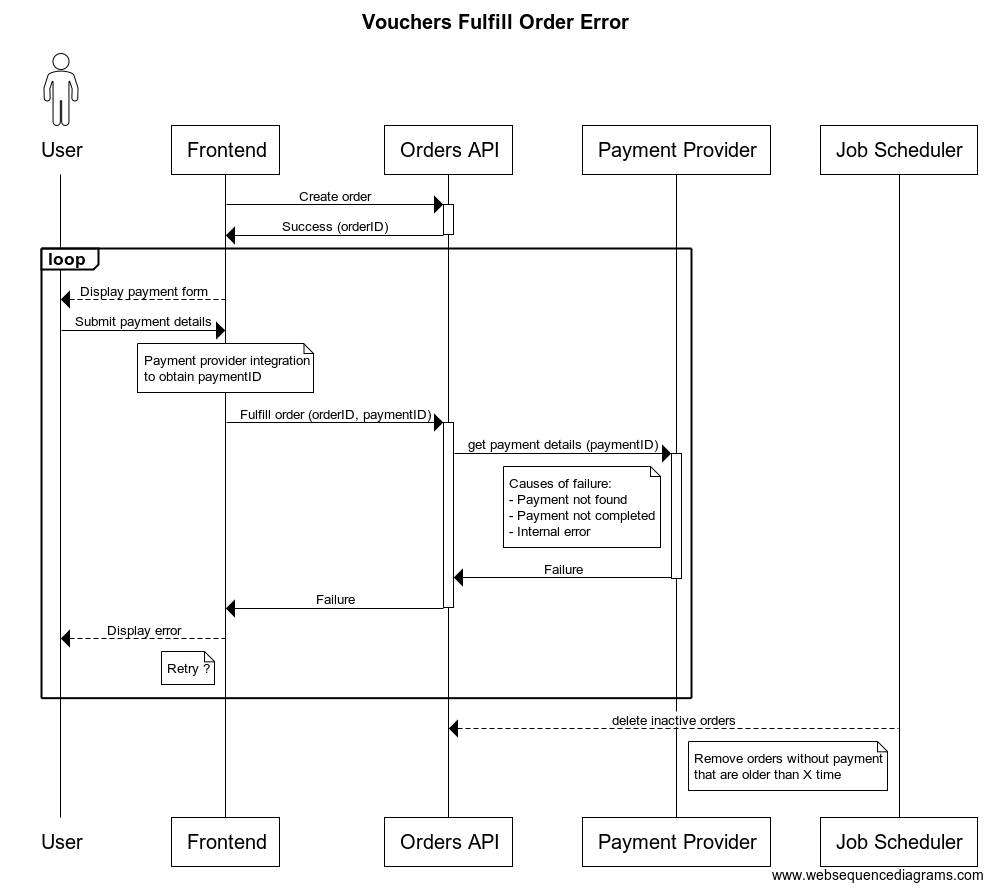 Vouchers Fulfill Order Error
User
Frontend
Orders API
Payment Provider
Job Scheduler
Create order
Success (orderID)
loop
Display payment form
Submit payment details
Payment provider integration
to obtain paymentID
Fulfill order (orderID, paymentID)
get payment details (paymentID)
Causes of failure:
- Payment not found
- Payment not completed
- Internal error
Failure
Failure
Display error
Retry ?
delete inactive orders
Remove orders without payment
that are older than X time
User
Frontend
Orders API
Payment Provider
Job Scheduler
www.websequencediagrams.com